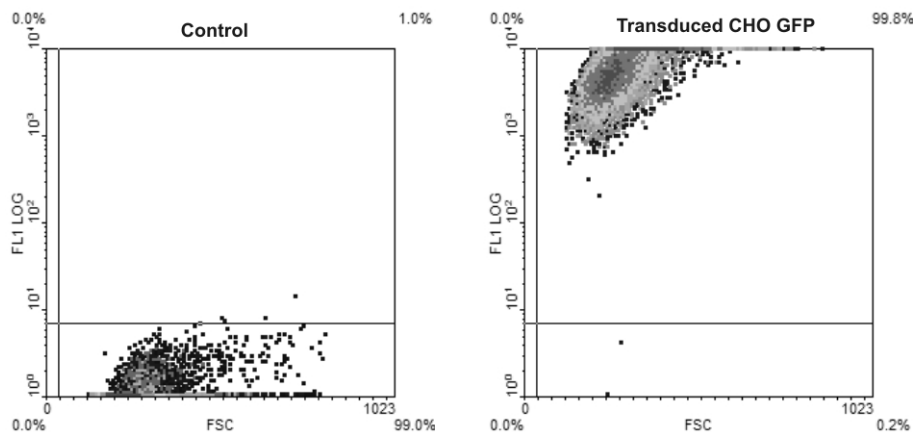 0.0% 1.0%
Control
10⁴
10³
10²
10¹
10⁰
FL1 LOG
0 1023
FSC
0.0% 99.0%
0.0% 99.8%
Transduced CHO GFP
10⁴
10³
10²
10¹
10⁰
FL1 LOG
0 1023
FSC
0.0% 0.2%